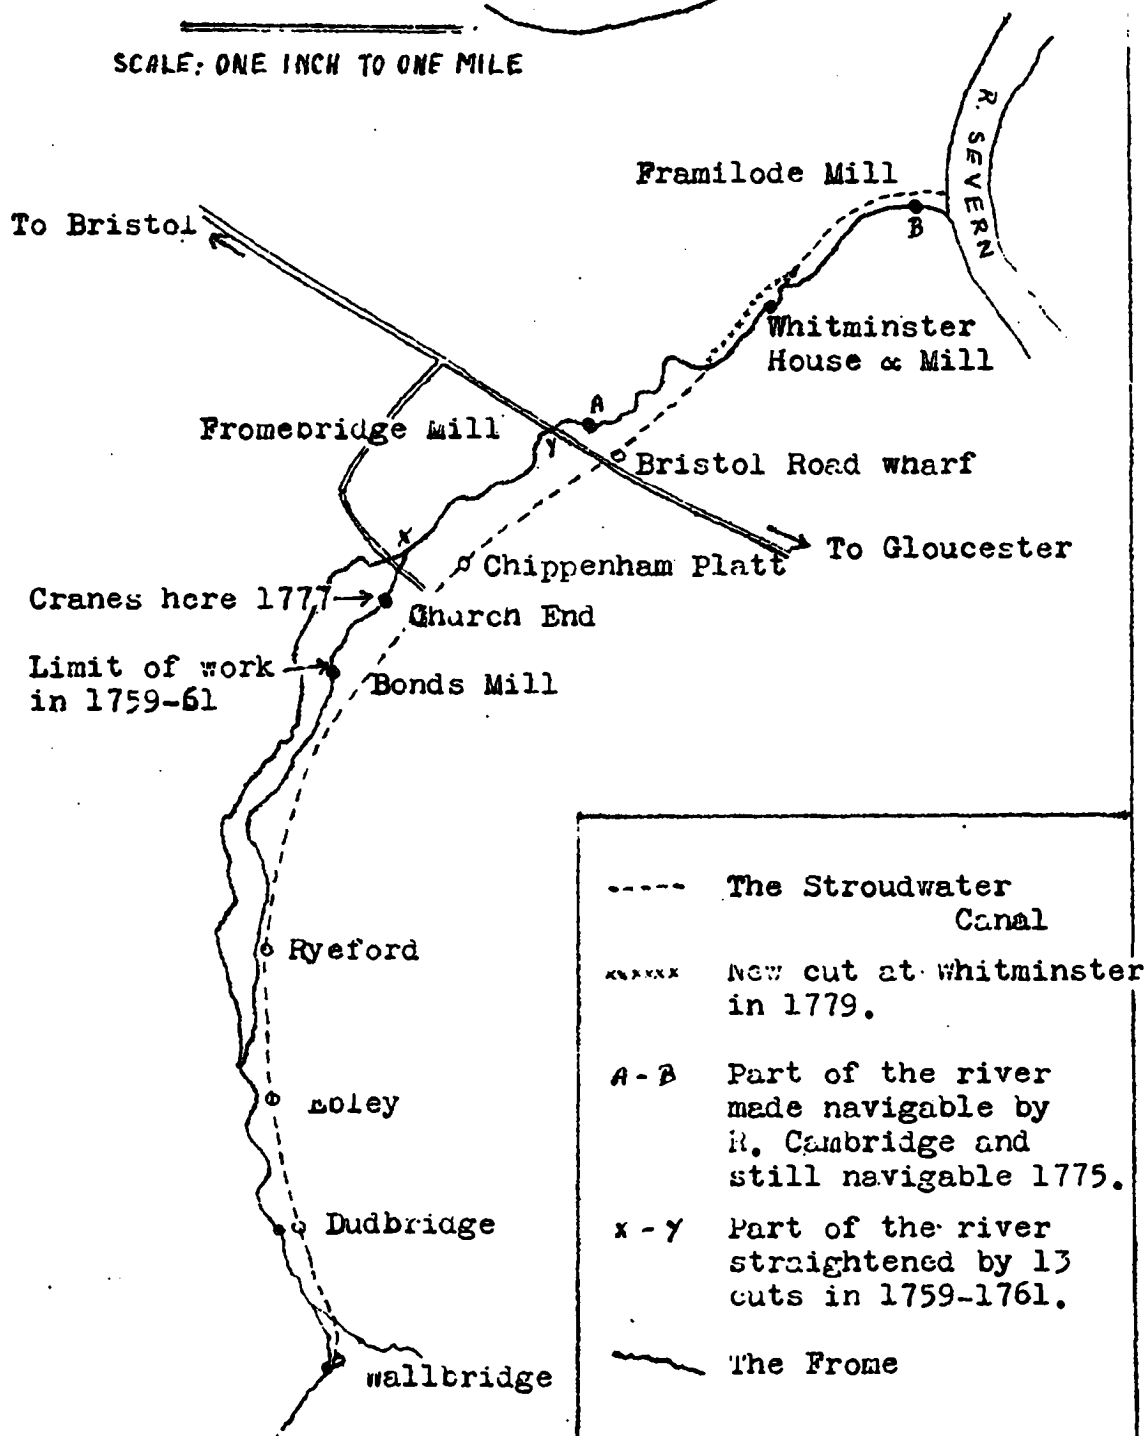 SCALE: ONE INCH TO ONE MILE
R. SEVERN
Framilode Mill
To Bristol
B
Whitminster
House & Mill
A
Fromebridge Mill
Y
Bristol Road wharf
X
To Gloucester
Chippenham Platt
Cranes here 1777
Church End
Limit of work
in 1759-61
Bonds Mill
Ryeford
Ebley
Dudbridge
Wallbridge
----- The Stroudwater
Canal
xxxxxx New cut at Whitminster
in 1779.
A - B Part of the river
made navigable by
R. Cambridge and
still navigable 1775.
X - Y Part of the river
straightened by 13
cuts in 1759-1761.
The Frome